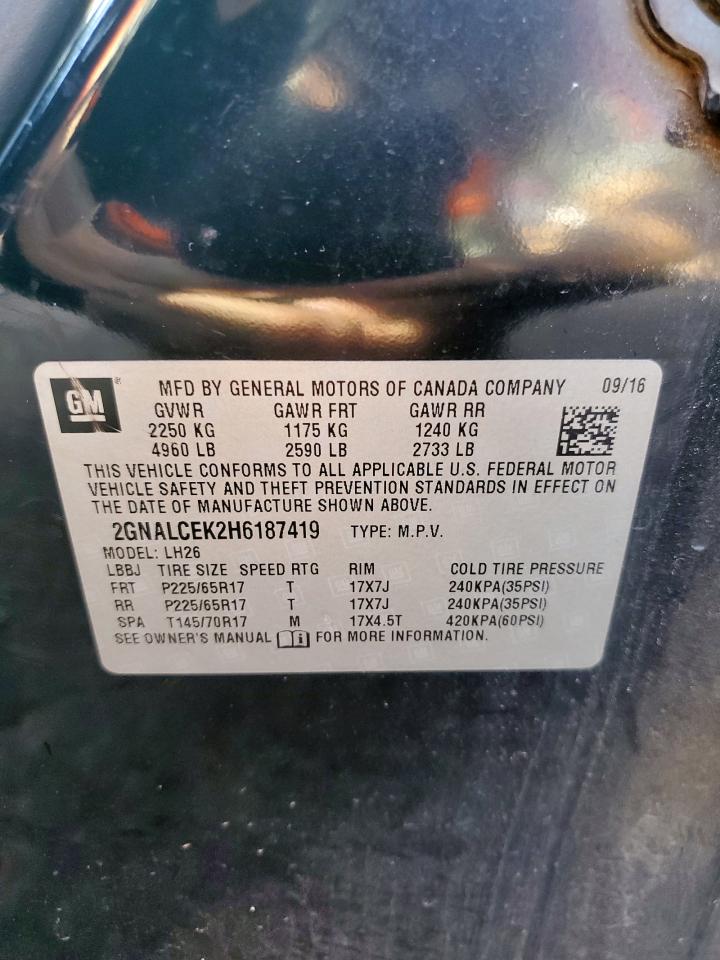 GM ® MFD BY GENERAL MOTORS OF CANADA COMPANY 09/16
GVWR GAWR FRT GAWR RR
2250 KG 1175 KG 1240 KG
4960 LB 2590 LB 2733 LB
THIS VEHICLE CONFORMS TO ALL APPLICABLE U.S. FEDERAL MOTOR
VEHICLE SAFETY AND THEFT PREVENTION STANDARDS IN EFFECT ON
THE DATE OF MANUFACTURE SHOWN ABOVE.
2GNALCEK2H6187419 TYPE: M.P.V.
MODEL: LH26
LBBJ TIRE SIZE SPEED RTG RIM COLD TIRE PRESSURE
FRT P225/65R17 T 17X7J 240KPA(35PSI)
RR P225/65R17 T 17X7J 240KPA(35PSI)
SPA T145/70R17 M 17X4.5T 420KPA(60PSI)
SEE OWNER'S MANUAL i FOR MORE INFORMATION.